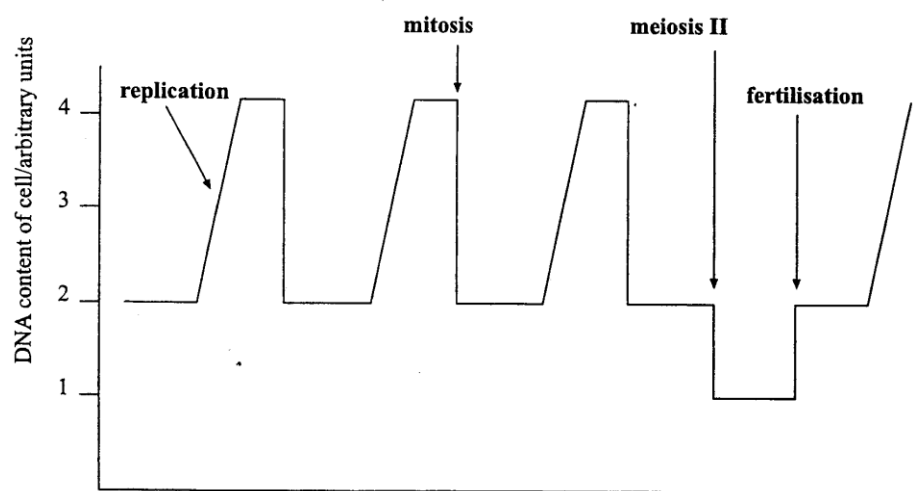 mitosis
meiosis II
replication
fertilisation
DNA content of cell/arbitrary units
4
3
2
1